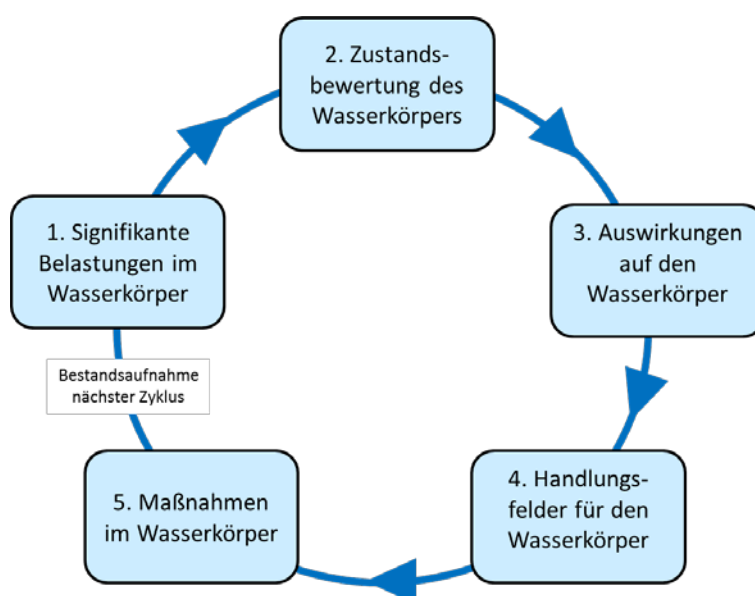 2. Zustands-
bewertung des
Wasserkörpers
1. Signifikante
Belastungen im
Wasserkörper
3. Auswirkungen
auf den
Wasserkörper
Bestandsaufnahme
nächster Zyklus
4. Handlungs-
felder für den
Wasserkörper
5. Maßnahmen
im Wasserkörper